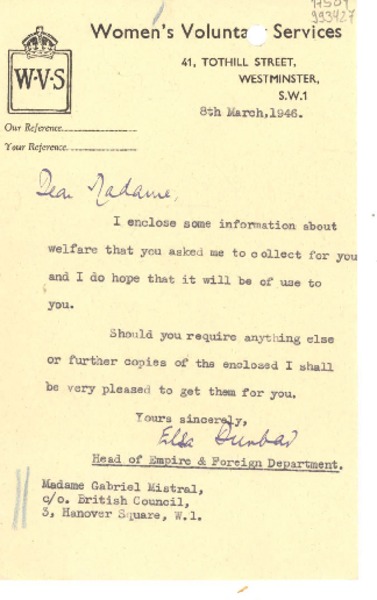 993427
Women's Voluntary Services
W·V·S
41, TOTHILL STREET,
WESTMINSTER,
S.W.1
8th March, 1946.
Our Reference
Your Reference
Dear Madame,
I enclose some information about
welfare that you asked me to collect for you
and I do hope that it will be of use to
you.
Should you require anything else
or further copies of the enclosed I shall
be very pleased to get them for you.
Yours sincerely,
Elsa Dunbar
Head of Empire & Foreign Department.
Madame Gabriel Mistral,
c/o. British Council,
3, Hanover Square, W.1.